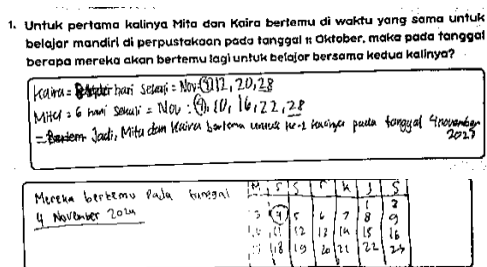 1. Untuk pertama kalinya Mita dan Kaira bertemu di waktu yang sama untuk
belajar mandiri di perpustakaan pada tanggal 11 Oktober, maka pada tanggal
berapa mereka akan bertemu lagi untuk belajar bersama kedua kalinya?
Kaira = hari sekali = Nov: 4, 12, 20, 28
Mita = 6 hari sekali = Nov: 4, 10, 16, 22, 28
= Jadi, Mita dan Kaira bertemu untuk ke-2 kalinya pada tanggal 4 november
2024
Mereka bertemu Pada tanggal
4 November 2024
M S S r k J S
1 2
3 4 5 6 7 8 9
10 11 12 13 14 15 16
18 19 20 21 22 23